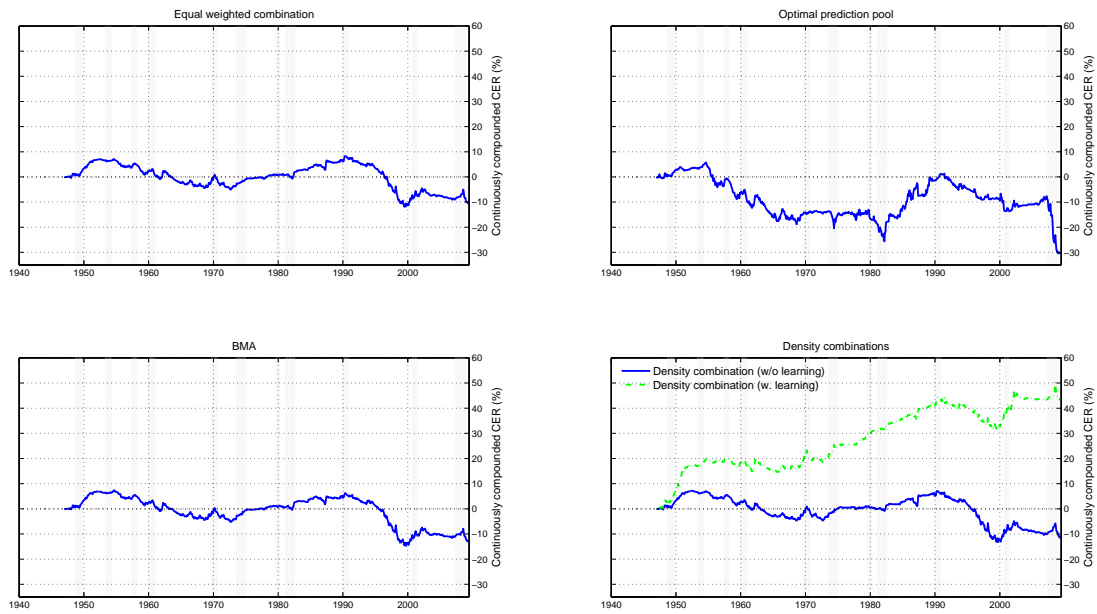 Equal weighted combination
60
50
40
30
20
10
0
−10
−20
−30
Continuously compounded CER (%)
1940 1950 1960 1970 1980 1990 2000
Optimal prediction pool
60
50
40
30
20
10
0
−10
−20
−30
Continuously compounded CER (%)
1940 1950 1960 1970 1980 1990 2000
BMA
60
50
40
30
20
10
0
−10
−20
−30
Continuously compounded CER (%)
1940 1950 1960 1970 1980 1990 2000
Density combinations
Density combination (w/o learning)
Density combination (w. learning)
60
50
40
30
20
10
0
−10
−20
−30
Continuously compounded CER (%)
1940 1950 1960 1970 1980 1990 2000